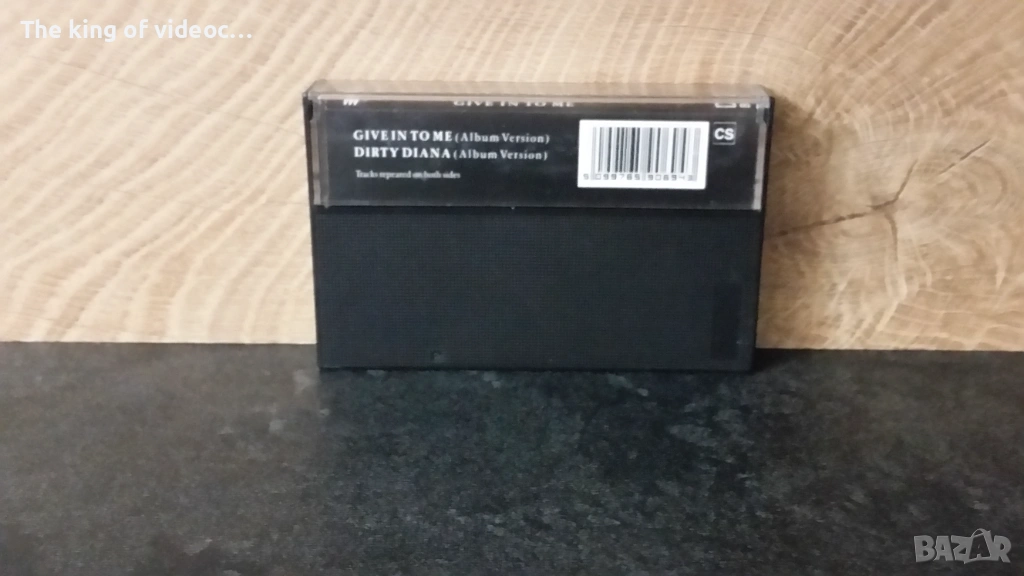 The king of videoc...
GIVE IN TO ME
GIVE IN TO ME (Album Version)
DIRTY DIANA (Album Version)
Tracks repeated on both sides
CS
BAZAR